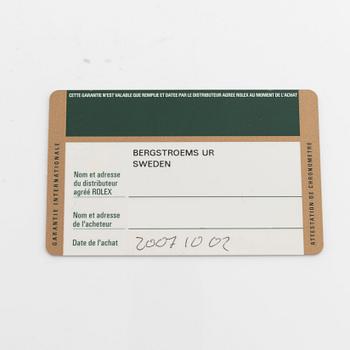 CETTE GARANTIE N'EST VALABLE QUE REMPLIE ET DATEE PAR LE DISTRIBUTEUR AGREE ROLEX AU MOMENT DE L'ACHAT
GARANTIE INTERNATIONALE
BERGSTROEMS UR
SWEDEN
Nom et adresse
du distributeur
agréé ROLEX
Nom et adresse
de l'acheteur
Date de l'achat 2007 10 02
ATTESTATION DE CHRONOMETRE